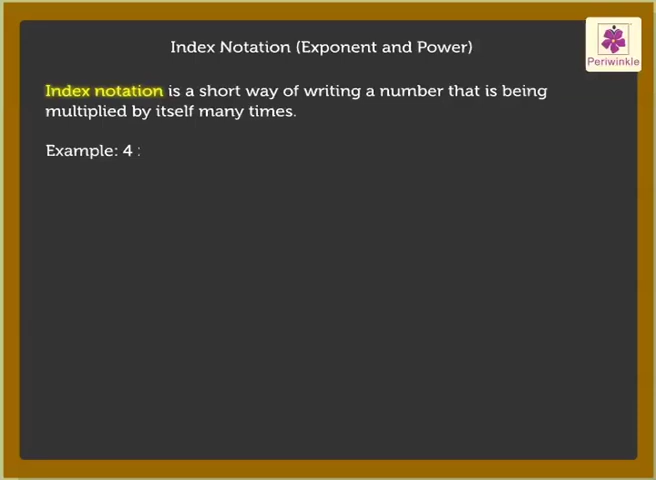 Index Notation (Exponent and Power)
Periwinkle
Index notation is a short way of writing a number that is being
multiplied by itself many times.
Example: 4 :